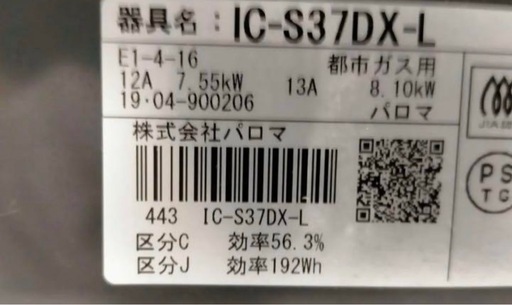 器具名：IC-S37DX-L
E1-4-16 都市ガス用
12A 7.55kW 13A 8.10kW
19・04-900206 パロマ
株式会社パロマ
443 IC-S37DX-L
区分C 効率56.3%
区分J 効率192Wh
PS
TG